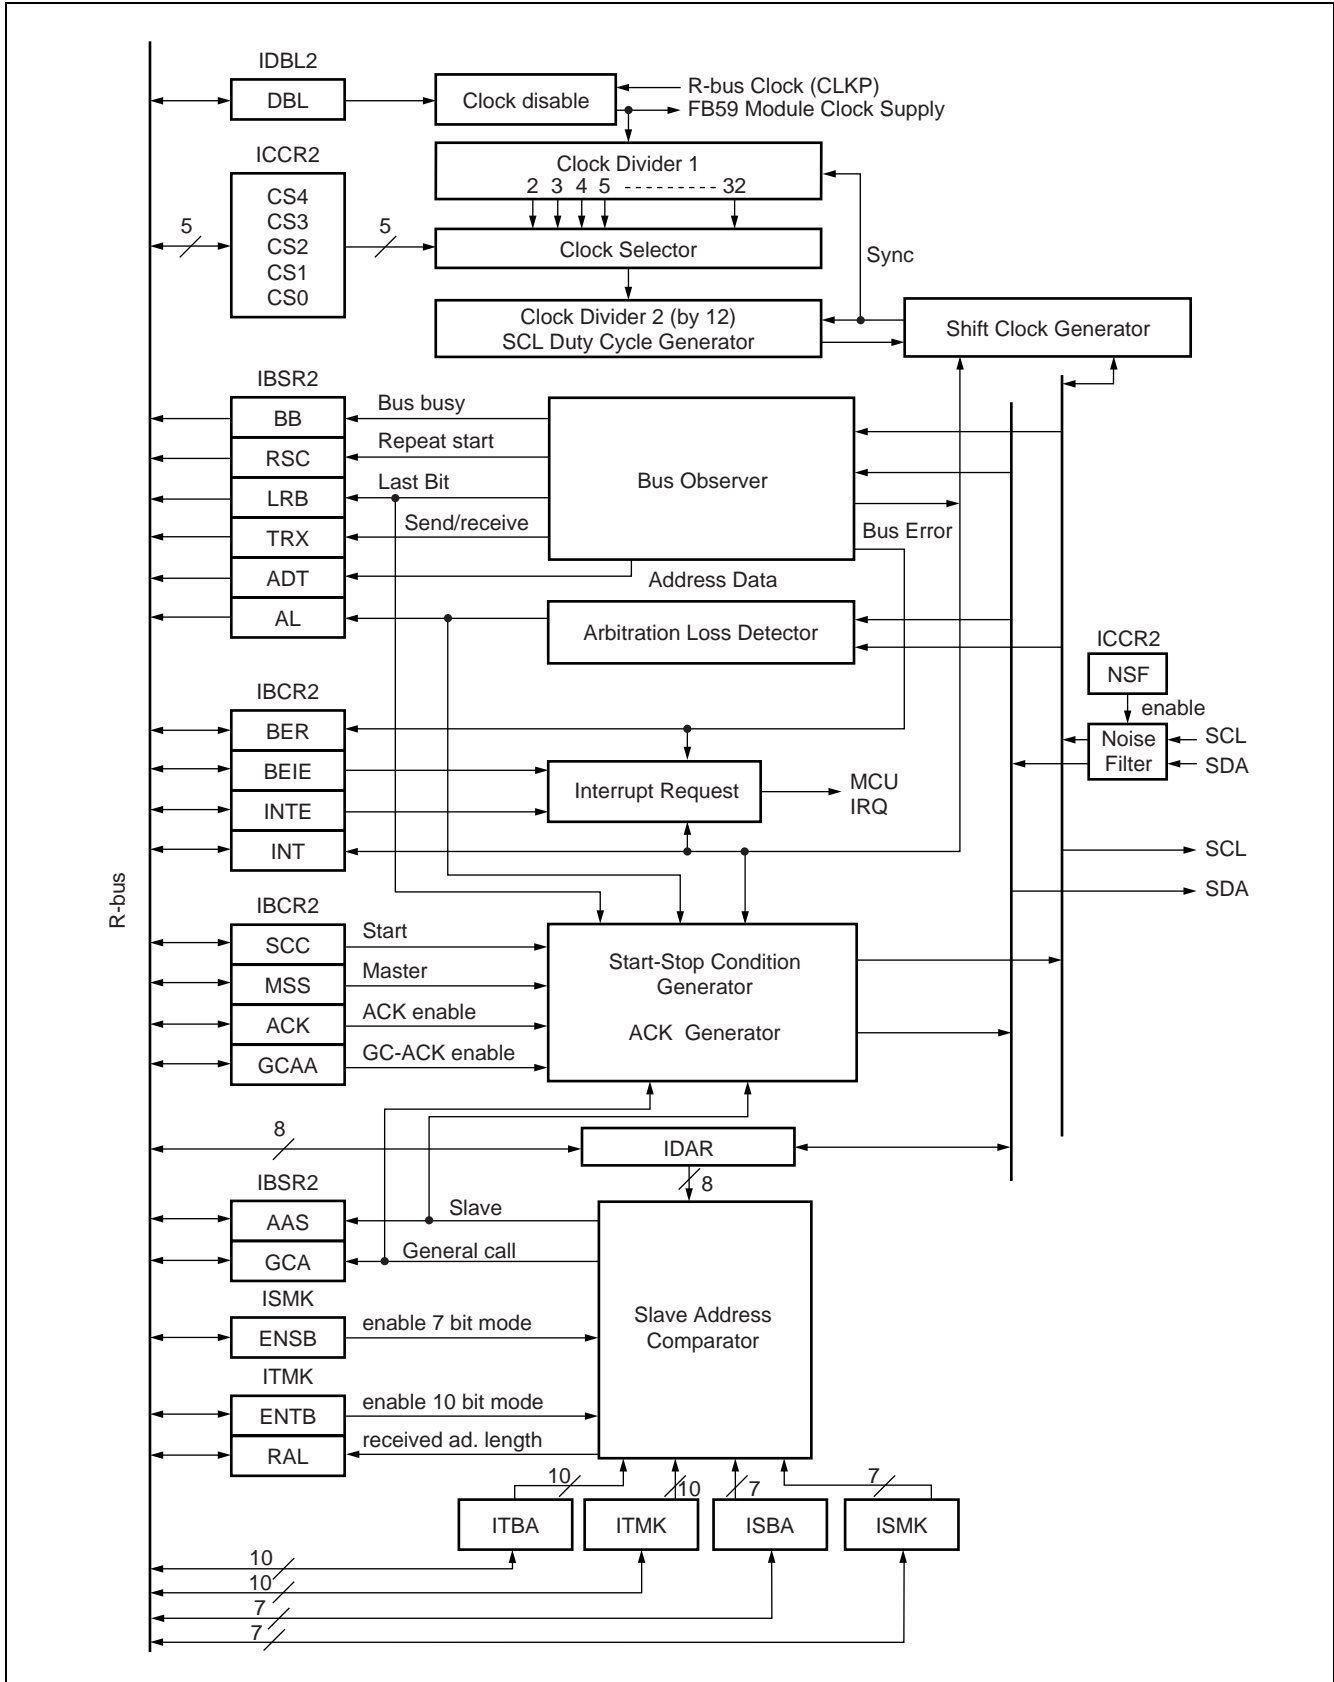 IDBL2
DBL
Clock disable
R-bus Clock (CLKP)
FB59 Module Clock Supply
ICCR2
CS4
CS3
CS2
CS1
CS0
5
5
Clock Divider 1
2 3 4 5 --------- 32
Clock Selector
Sync
Clock Divider 2 (by 12)
SCL Duty Cycle Generator
Shift Clock Generator
IBSR2
BB
RSC
LRB
TRX
ADT
AL
Bus busy
Repeat start
Last Bit
Send/receive
Bus Observer
Bus Error
Address Data
Arbitration Loss Detector
ICCR2
NSF
enable
Noise
Filter
SCL
SDA
IBCR2
BER
BEIE
INTE
INT
Interrupt Request
MCU
IRQ
SCL
SDA
R-bus
IBCR2
SCC
MSS
ACK
GCAA
Start
Master
ACK enable
GC-ACK enable
Start-Stop Condition
Generator
ACK Generator
8
IDAR
8
IBSR2
AAS
GCA
Slave
General call
ISMK
ENSB
enable 7 bit mode
Slave Address
Comparator
ITMK
ENTB
RAL
enable 10 bit mode
received ad. length
10
10
7
7
ITBA
ITMK
ISBA
ISMK
10
10
7
7